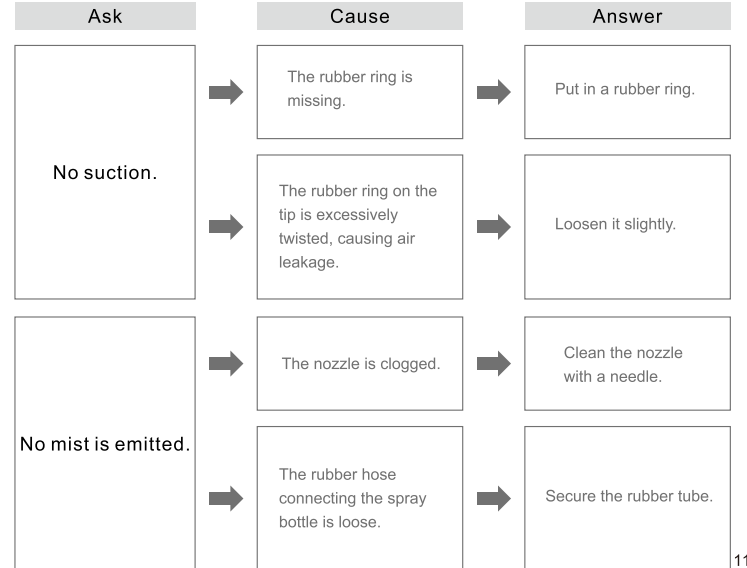 Ask
Cause
Answer
No suction.
The rubber ring is
missing.
Put in a rubber ring.
The rubber ring on the
tip is excessively
twisted, causing air
leakage.
Loosen it slightly.
No mist is emitted.
The nozzle is clogged.
Clean the nozzle
with a needle.
The rubber hose
connecting the spray
bottle is loose.
Secure the rubber tube.
11